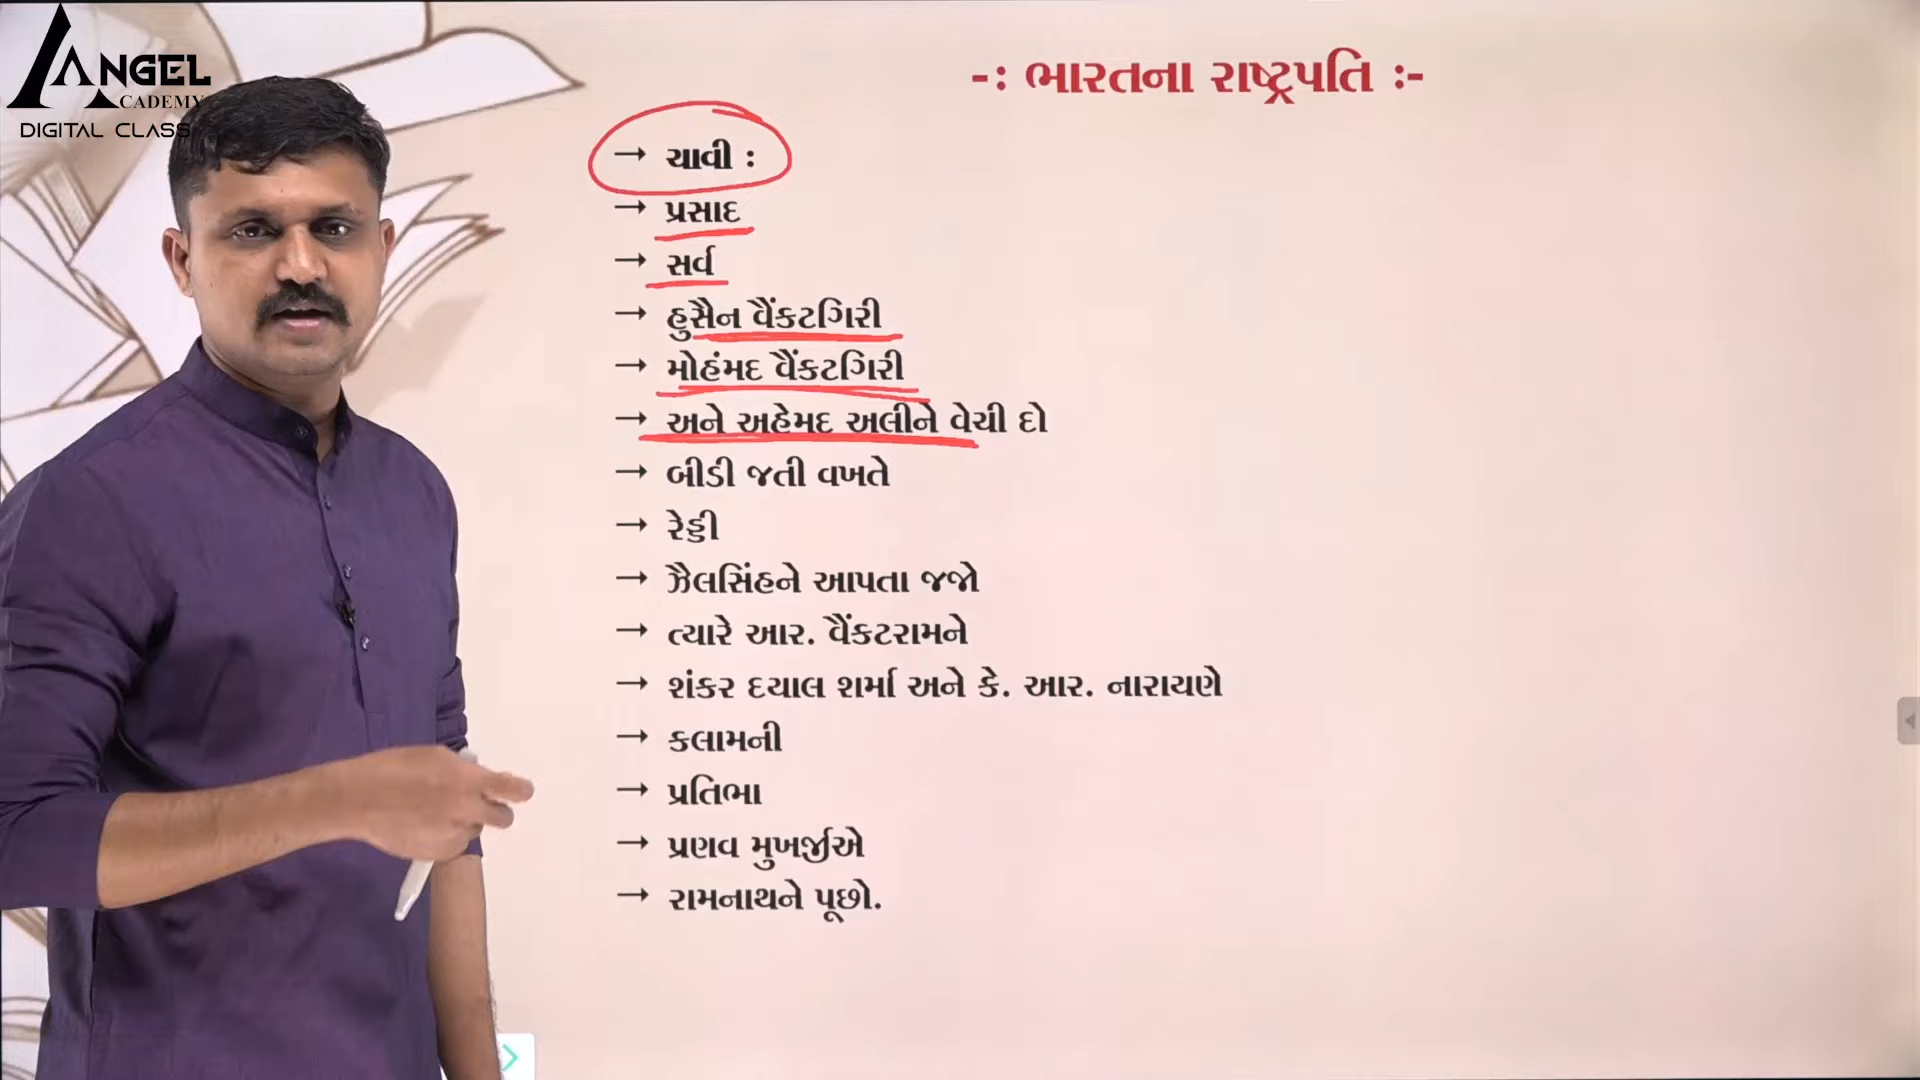 ANGEL
ACADEMY
DIGITAL CLASS
-: ભારતના રાષ્ટ્રપતિ :-
→ ચાવી :
→ પ્રસાદ
→ સર્વ
→ હુસૈન વૈંકટગિરી
→ મોહંમદ વૈંકટગિરી
→ અને અહેમદ અલીને વેચી દો
→ બીડી જતી વખતે
→ રેડ્ડી
→ ઝૈલસિંહને આપતા જજો
→ ત્યારે આર. વૈંકટરામને
→ શંકર દયાલ શર્મા અને કે. આર. નારાયણે
→ કલામની
→ પ્રતિભા
→ પ્રણવ મુખર્જીએ
→ રામનાથને પૂછો.